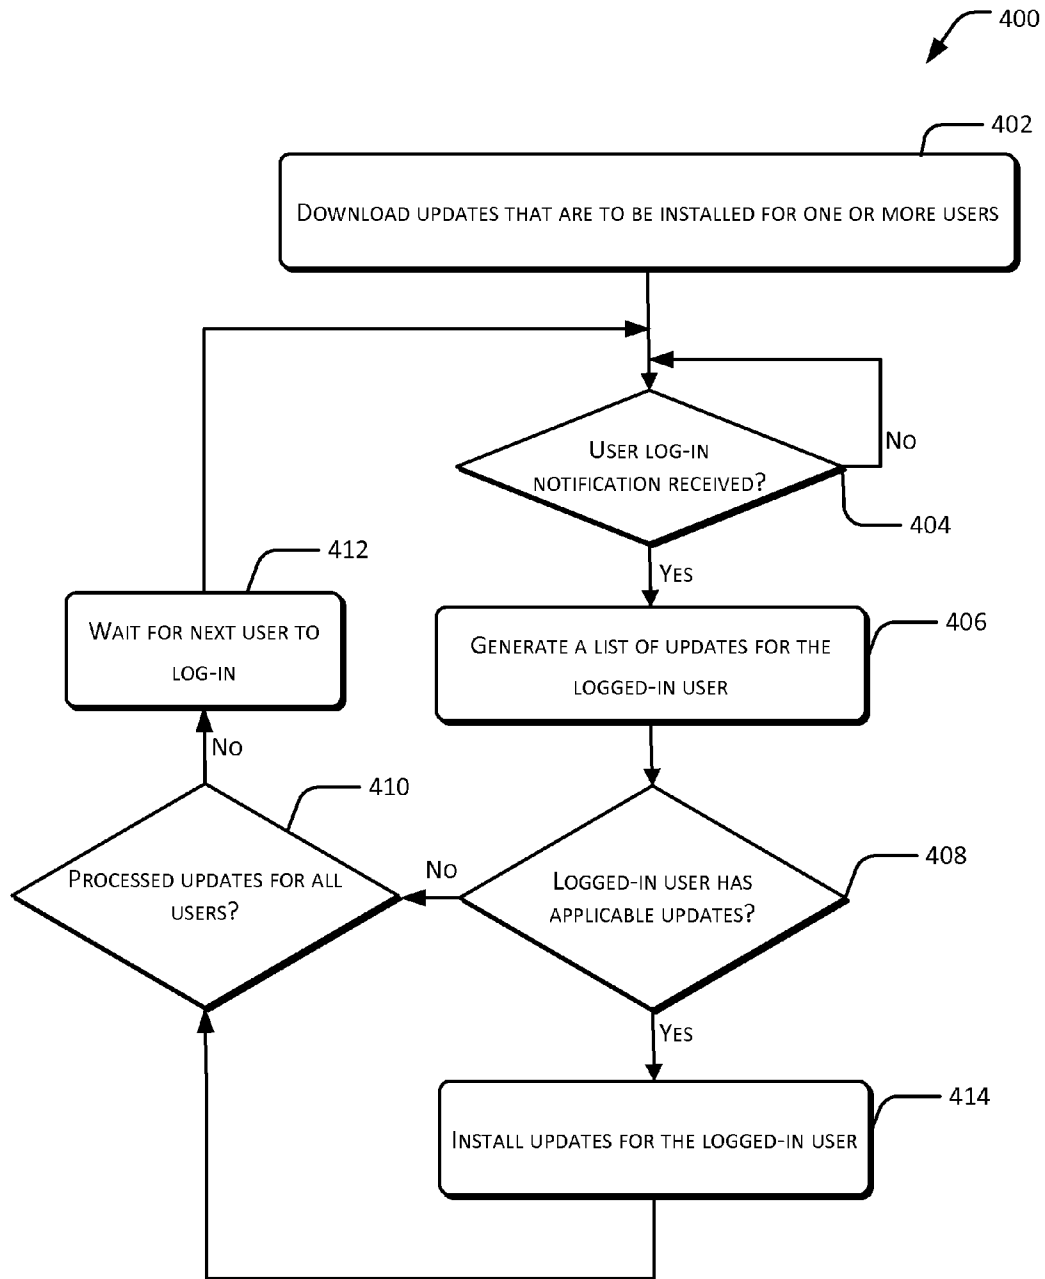 400
402
Download updates that are to be installed for one or more users
User log-in
notification received?
No
404
Yes
412
Wait for next user to
log-in
Generate a list of updates for the
logged-in user
406
No
410
Processed updates for all
users?
No
Logged-in user has
applicable updates?
408
Yes
414
Install updates for the logged-in user